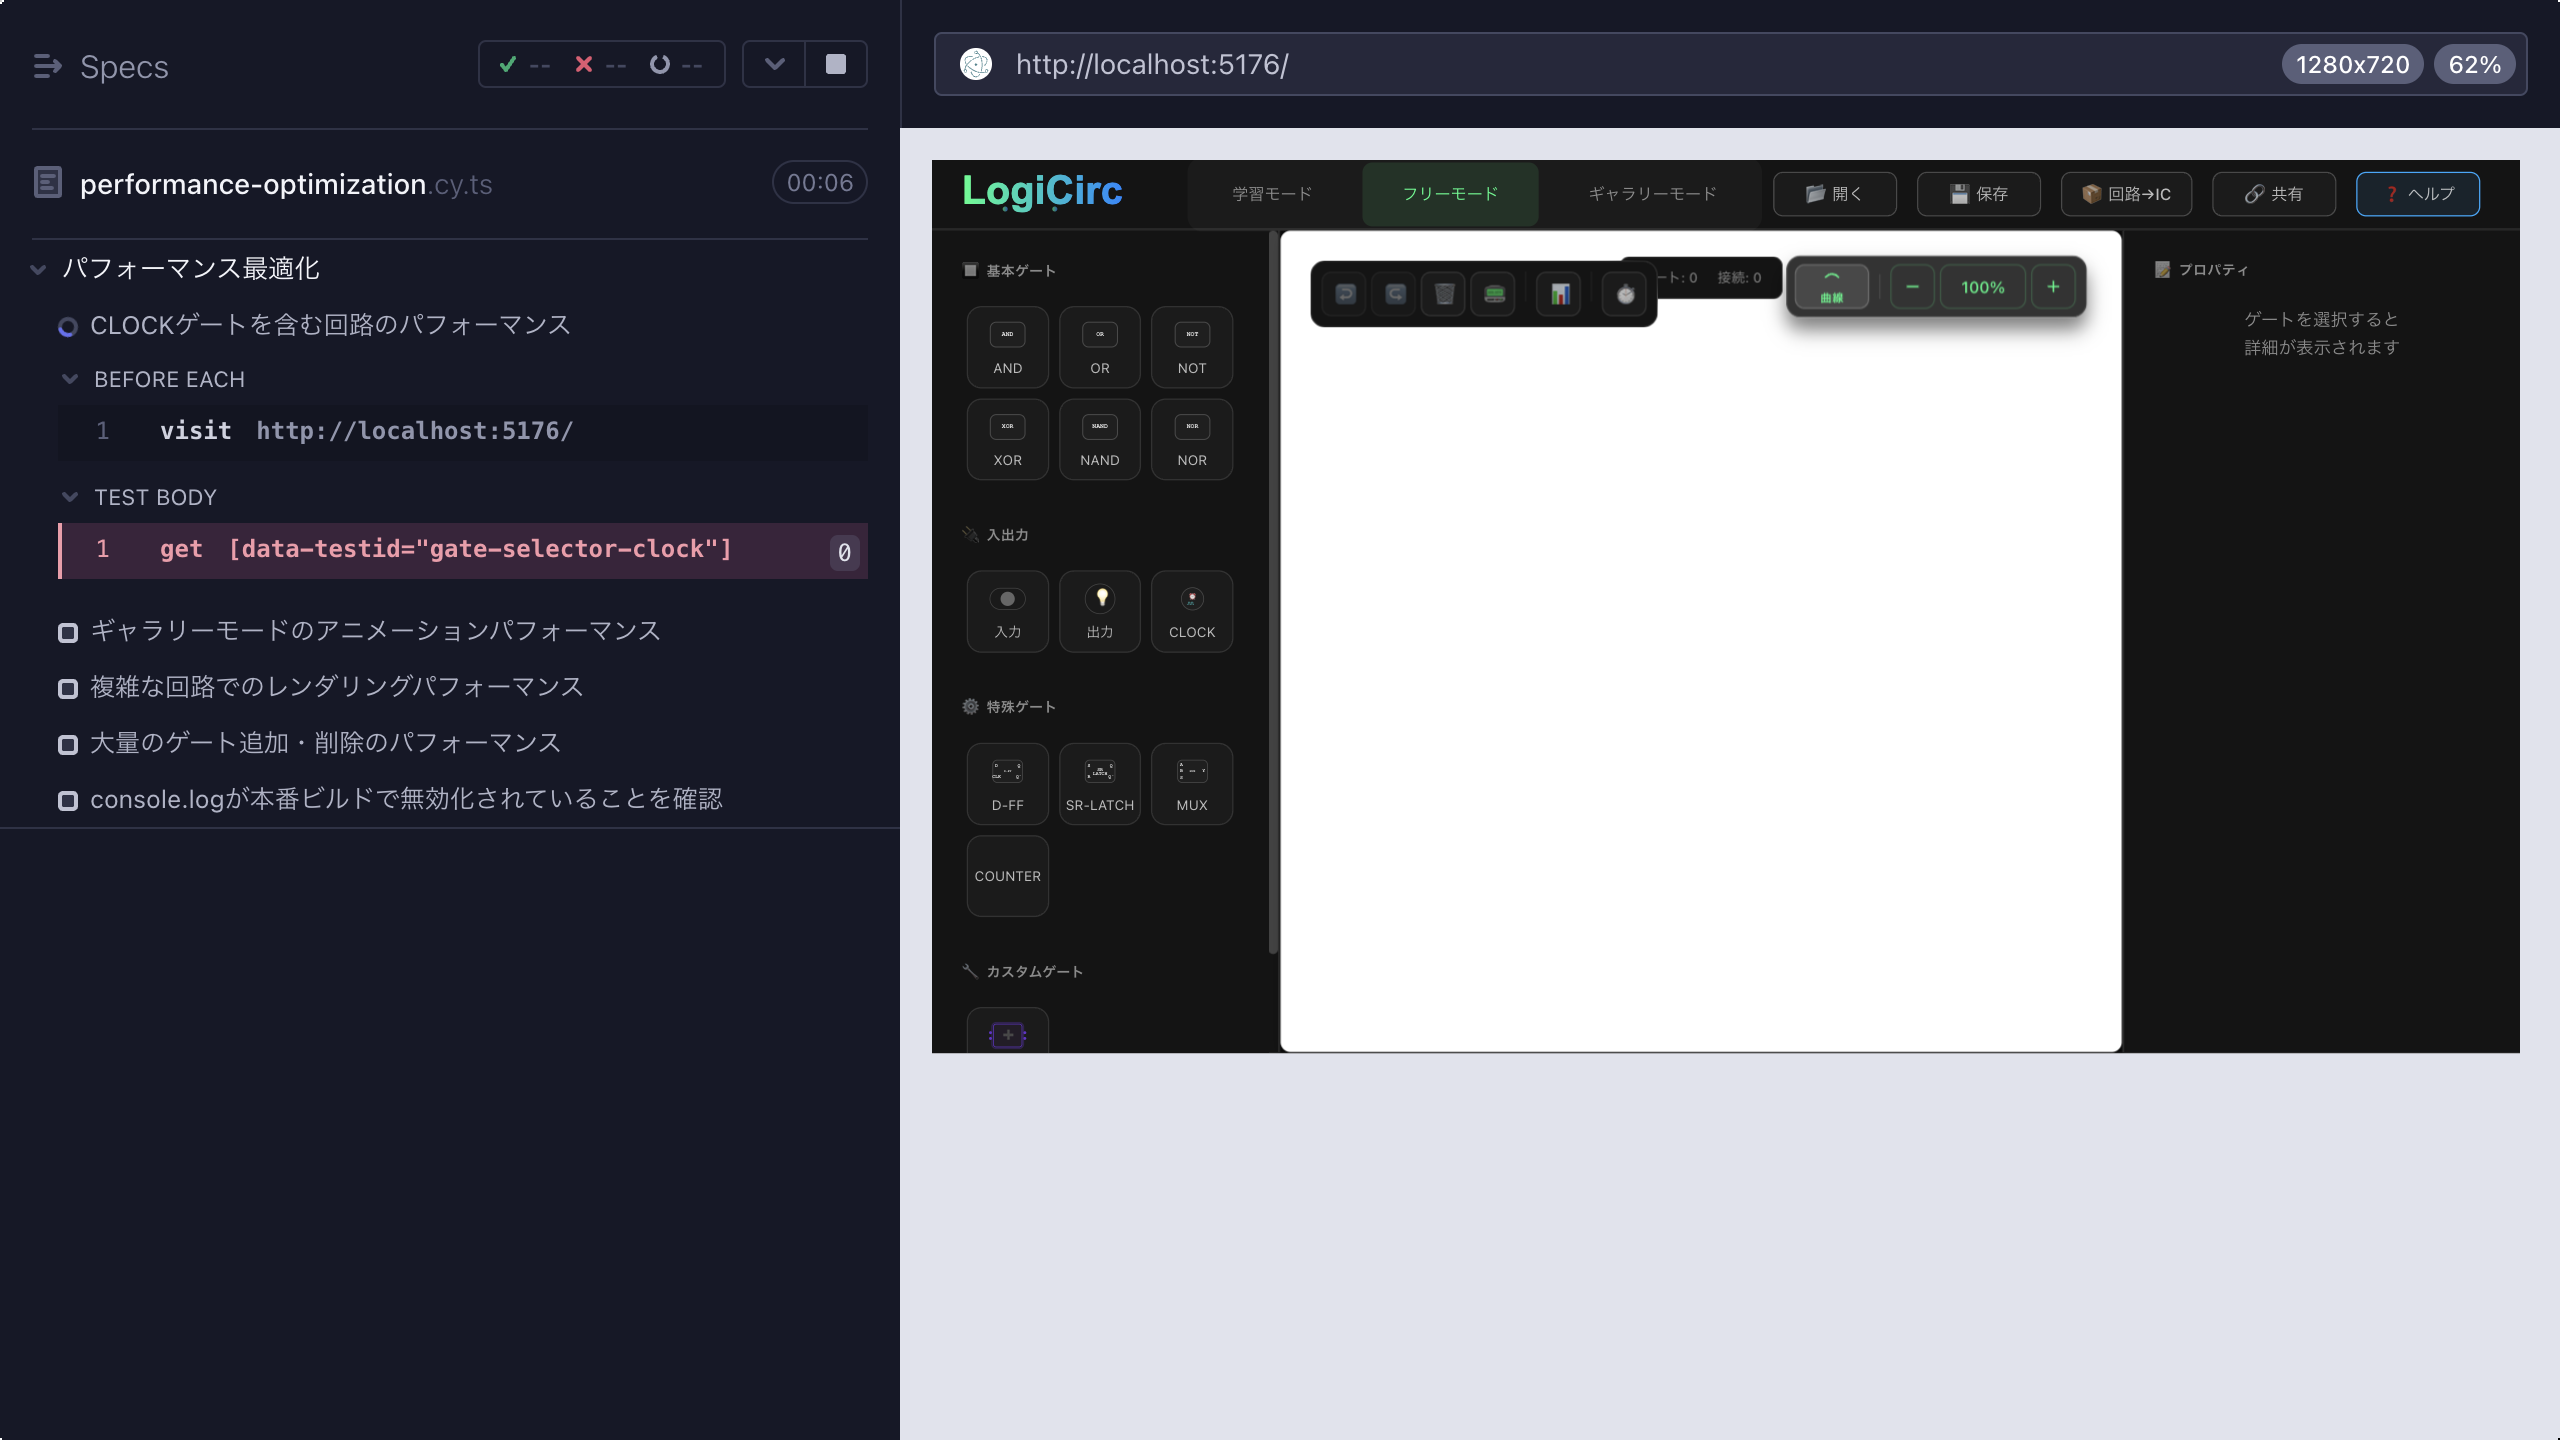 Specs
-- -- --
performance-optimization.cy.ts 00:06
パフォーマンス最適化
CLOCKゲートを含む回路のパフォーマンス
BEFORE EACH
1 visit http://localhost:5176/
TEST BODY
1 get [data-testid="gate-selector-clock"] 0
ギャラリーモードのアニメーションパフォーマンス
複雑な回路でのレンダリングパフォーマンス
大量のゲート追加・削除のパフォーマンス
console.logが本番ビルドで無効化されていることを確認
http://localhost:5176/ 1280x720 62%
LogiCirc 学習モード フリーモード ギャラリーモード 開く 保存 回路→IC 共有 ヘルプ
基本ゲート
AND OR NOT
AND OR NOT
XOR NAND NOR
XOR NAND NOR
入出力
入力 出力 CLOCK
特殊ゲート
D-FF SR-LATCH MUX
COUNTER
カスタムゲート
ート: 0 接続: 0
曲線 − 100% +
プロパティ
ゲートを選択すると
詳細が表示されます